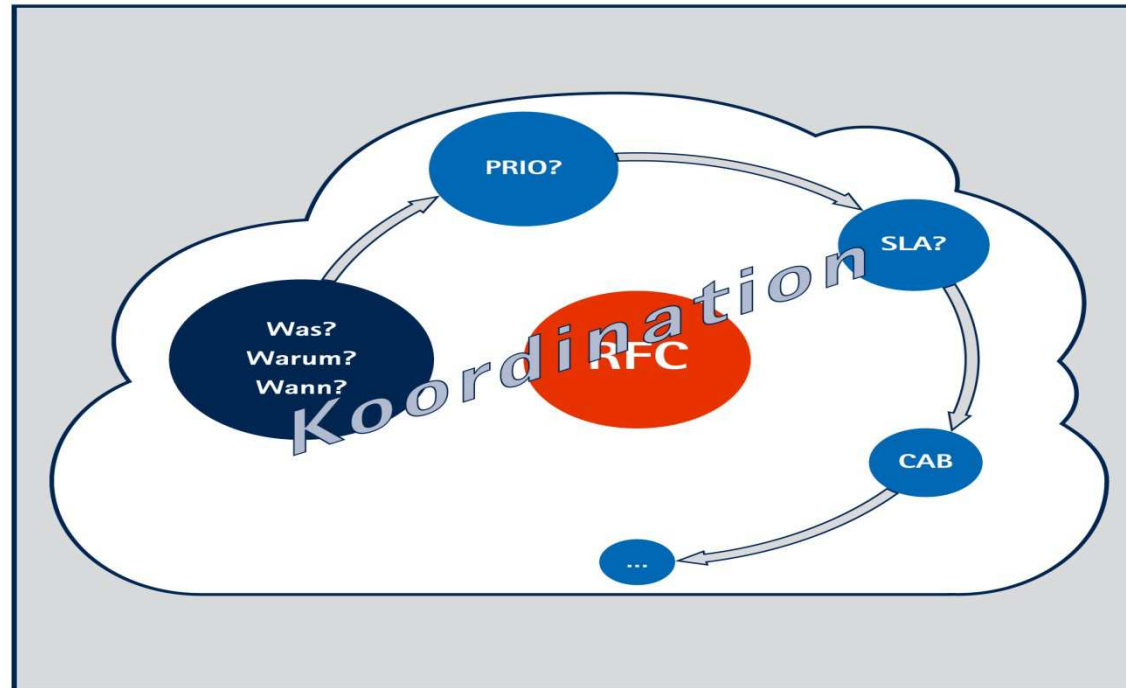 PRIO?
SLA?
Was?
Warum?
Wann?
RFC
Koordination
CAB
...